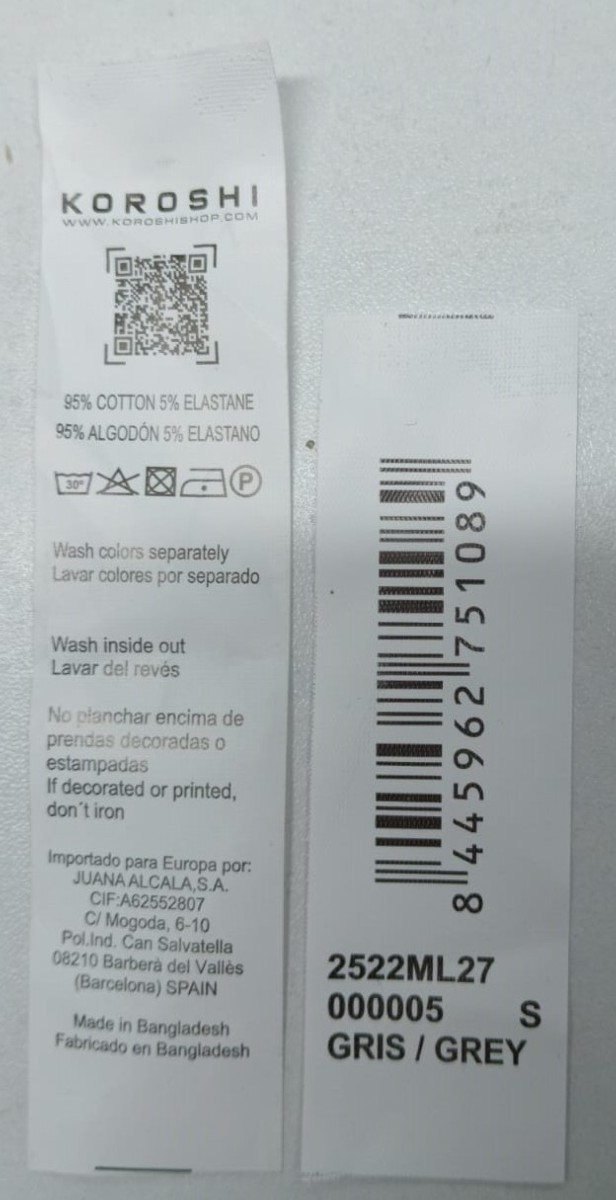 KOROSHI
WWW.KOROSHISHOP.COM
95% COTTON 5% ELASTANE
95% ALGODÓN 5% ELASTANO
30°
P
Wash colors separately
Lavar colores por separado
Wash inside out
Lavar del revés
No planchar encima de
prendas decoradas o
estampadas
If decorated or printed,
don´t iron
Importado para Europa por:
JUANA ALCALA,S.A.
CIF:A62552807
C/ Mogoda, 6-10
Pol.Ind. Can Salvatella
08210 Barberà del Vallès
(Barcelona) SPAIN
Made in Bangladesh
Fabricado en Bangladesh
8 445962 751089
2522ML27
000005 S
GRIS / GREY